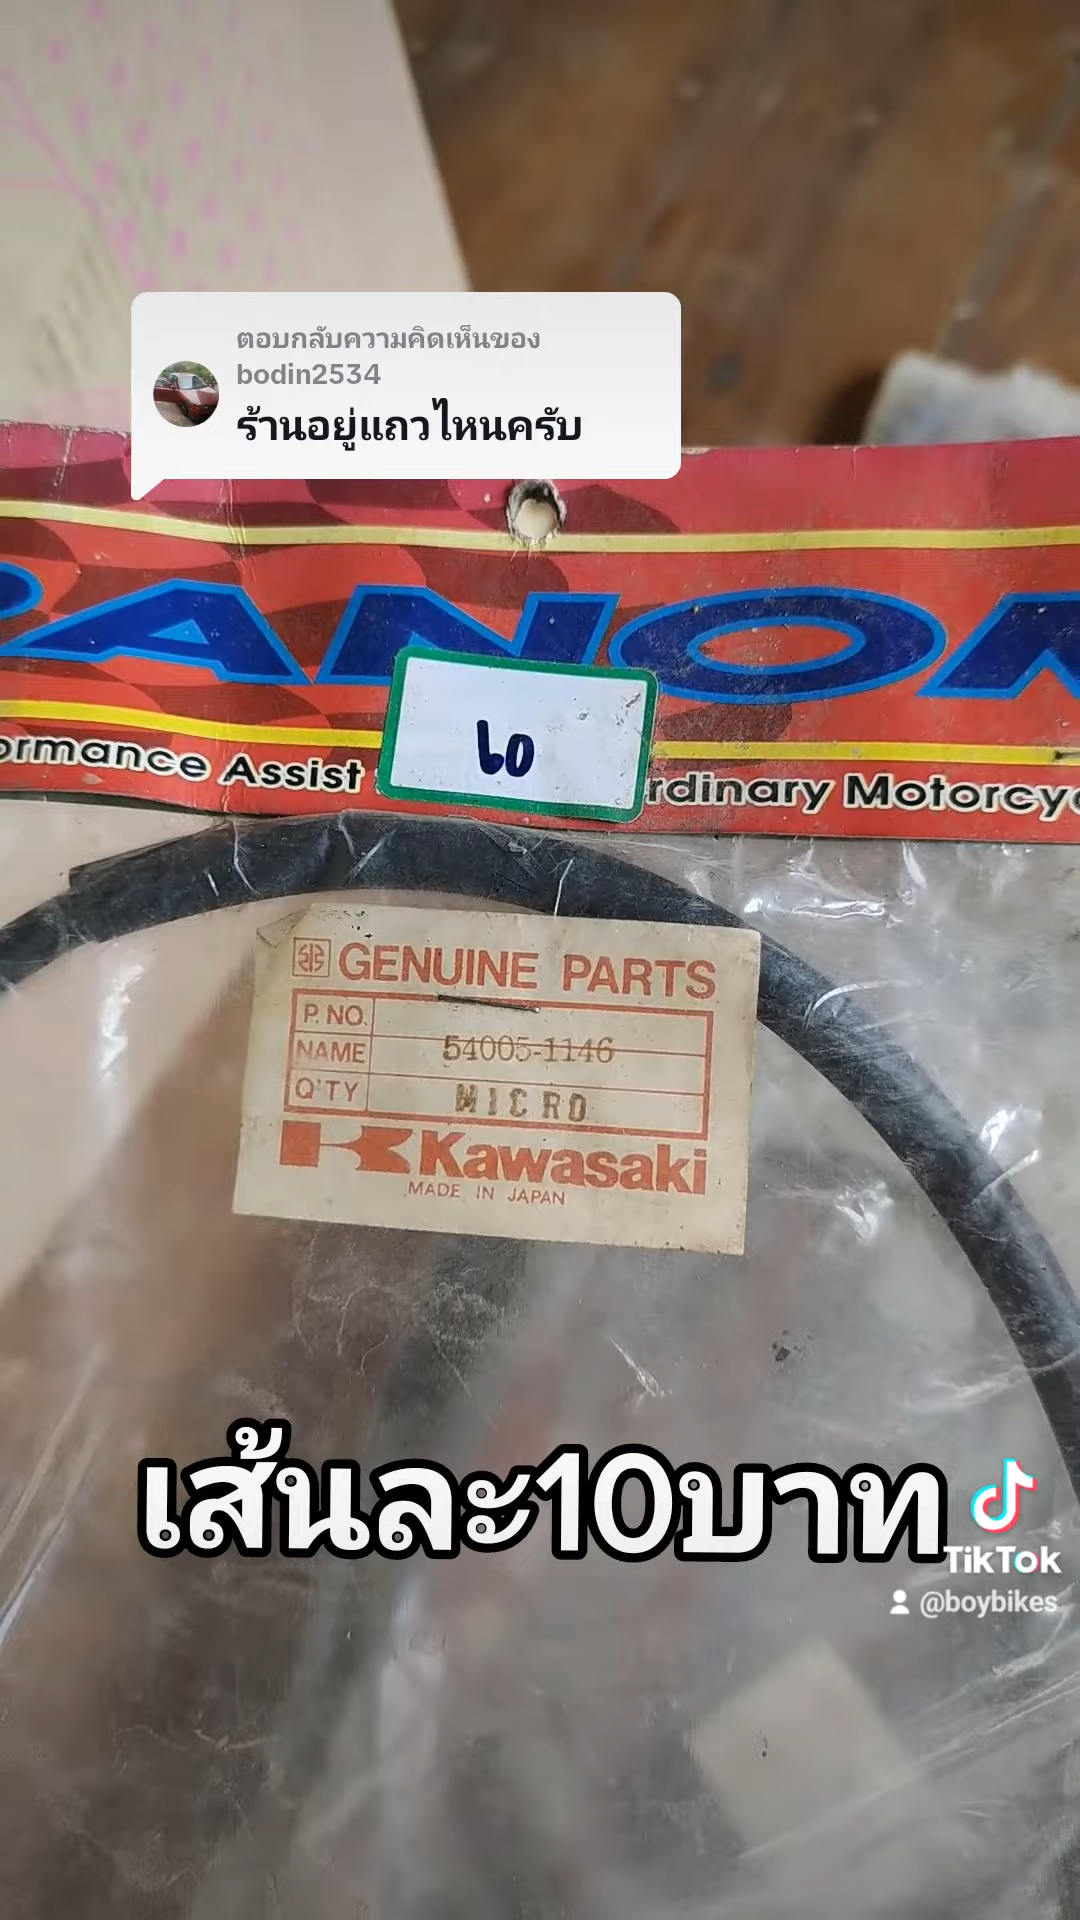 ตอบกลับความคิดเห็นของ
bodin2534
ร้านอยู่แถวไหนครับ
ANO
ormance Assist
rdinary Motorcy
60
GENUINE PARTS
P. NO.
NAME 54005-1146
Q'TY MICRO
Kawasaki
MADE IN JAPAN
เส้นละ10บาท
TikTok
@boybikes